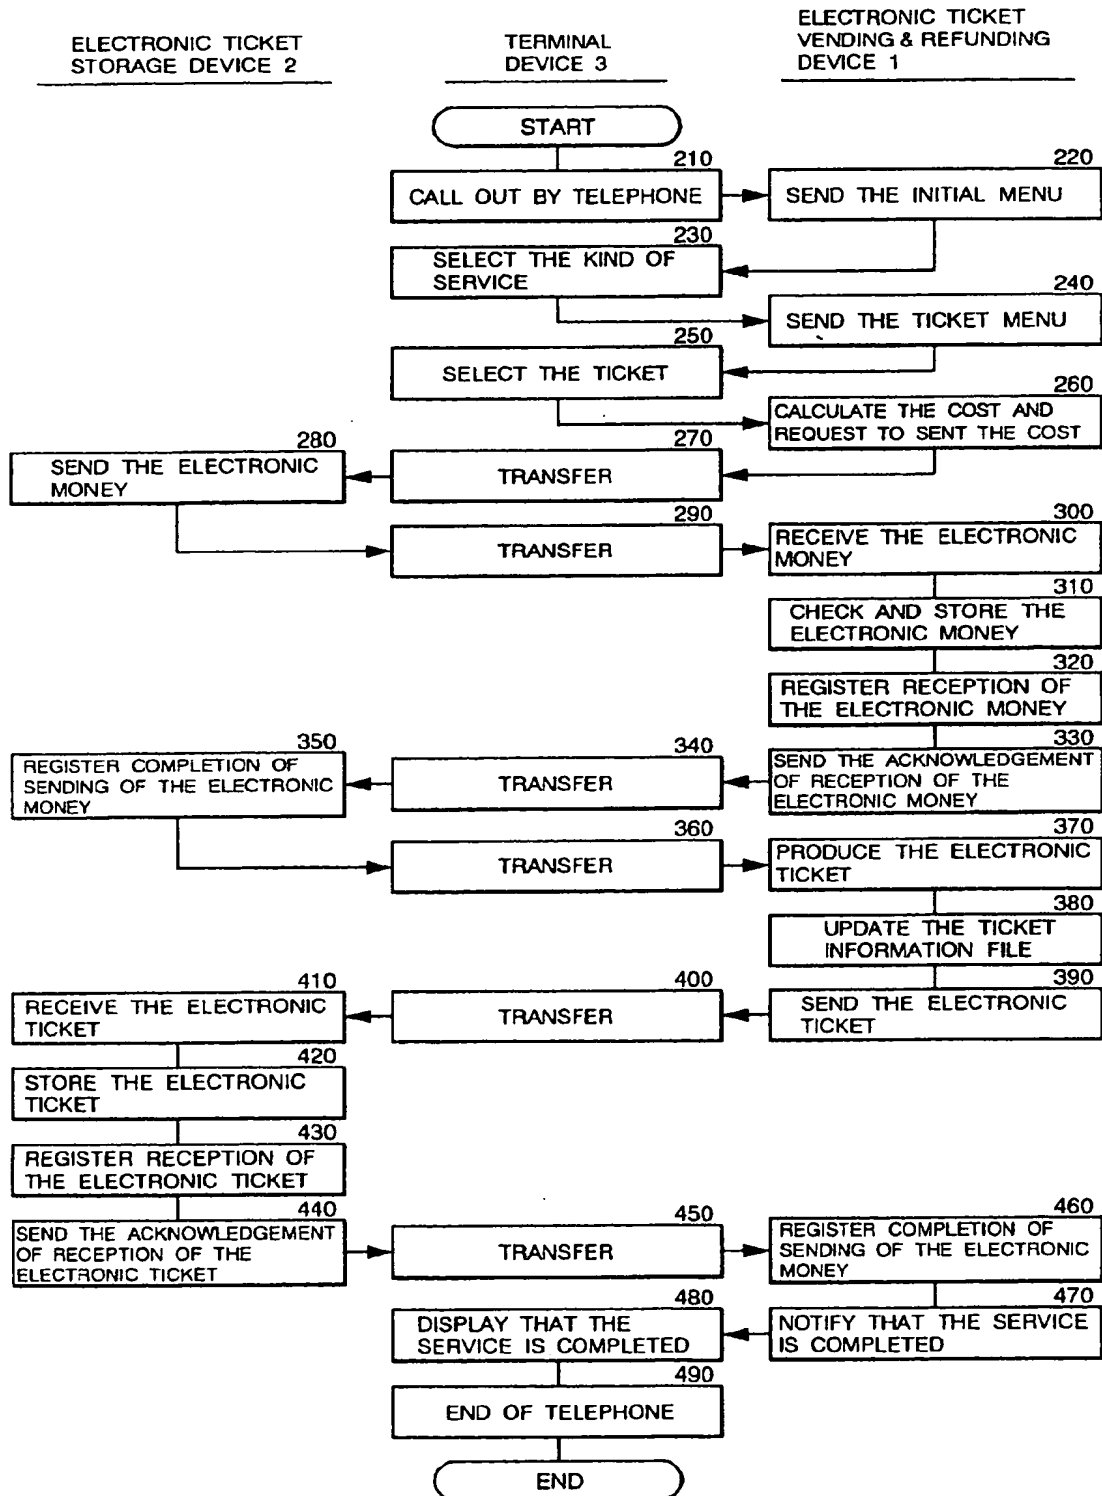 ELECTRONIC TICKET
STORAGE DEVICE 2
TERMINAL
DEVICE 3
ELECTRONIC TICKET
VENDING & REFUNDING
DEVICE 1
START
210
CALL OUT BY TELEPHONE
220
SEND THE INITIAL MENU
230
SELECT THE KIND OF
SERVICE
240
SEND THE TICKET MENU
250
SELECT THE TICKET
260
CALCULATE THE COST AND
REQUEST TO SENT THE COST
270
TRANSFER
280
SEND THE ELECTRONIC
MONEY
290
TRANSFER
300
RECEIVE THE ELECTRONIC
MONEY
310
CHECK AND STORE THE
ELECTRONIC MONEY
320
REGISTER RECEPTION OF
THE ELECTRONIC MONEY
330
SEND THE ACKNOWLEDGEMENT
OF RECEPTION OF THE
ELECTRONIC MONEY
340
TRANSFER
350
REGISTER COMPLETION OF
SENDING OF THE ELECTRONIC
MONEY
360
TRANSFER
370
PRODUCE THE ELECTRONIC
TICKET
380
UPDATE THE TICKET
INFORMATION FILE
390
SEND THE ELECTRONIC
TICKET
400
TRANSFER
410
RECEIVE THE ELECTRONIC
TICKET
420
STORE THE ELECTRONIC
TICKET
430
REGISTER RECEPTION OF
THE ELECTRONIC TICKET
440
SEND THE ACKNOWLEDGEMENT
OF RECEPTION OF THE
ELECTRONIC TICKET
450
TRANSFER
460
REGISTER COMPLETION OF
SENDING OF THE ELECTRONIC
MONEY
470
NOTIFY THAT THE SERVICE
IS COMPLETED
480
DISPLAY THAT THE
SERVICE IS COMPLETED
490
END OF TELEPHONE
END